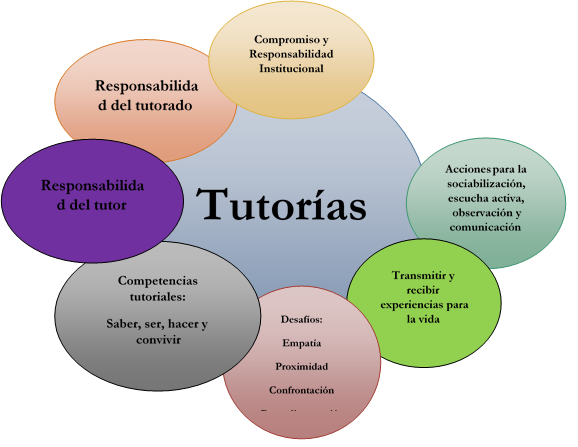 Compromiso y
Responsabilidad
Institucional
Responsabilida
d del tutorado
Acciones para la
sociabilización,
escucha activa,
observación y
comunicación
Responsabilida
d del tutor
Tutorías
Transmitir y
recibir
experiencias para
la vida
Competencias
tutoriales:
Saber, ser, hacer y
convivir
Desafíos:
Empatía
Proximidad
Confrontación